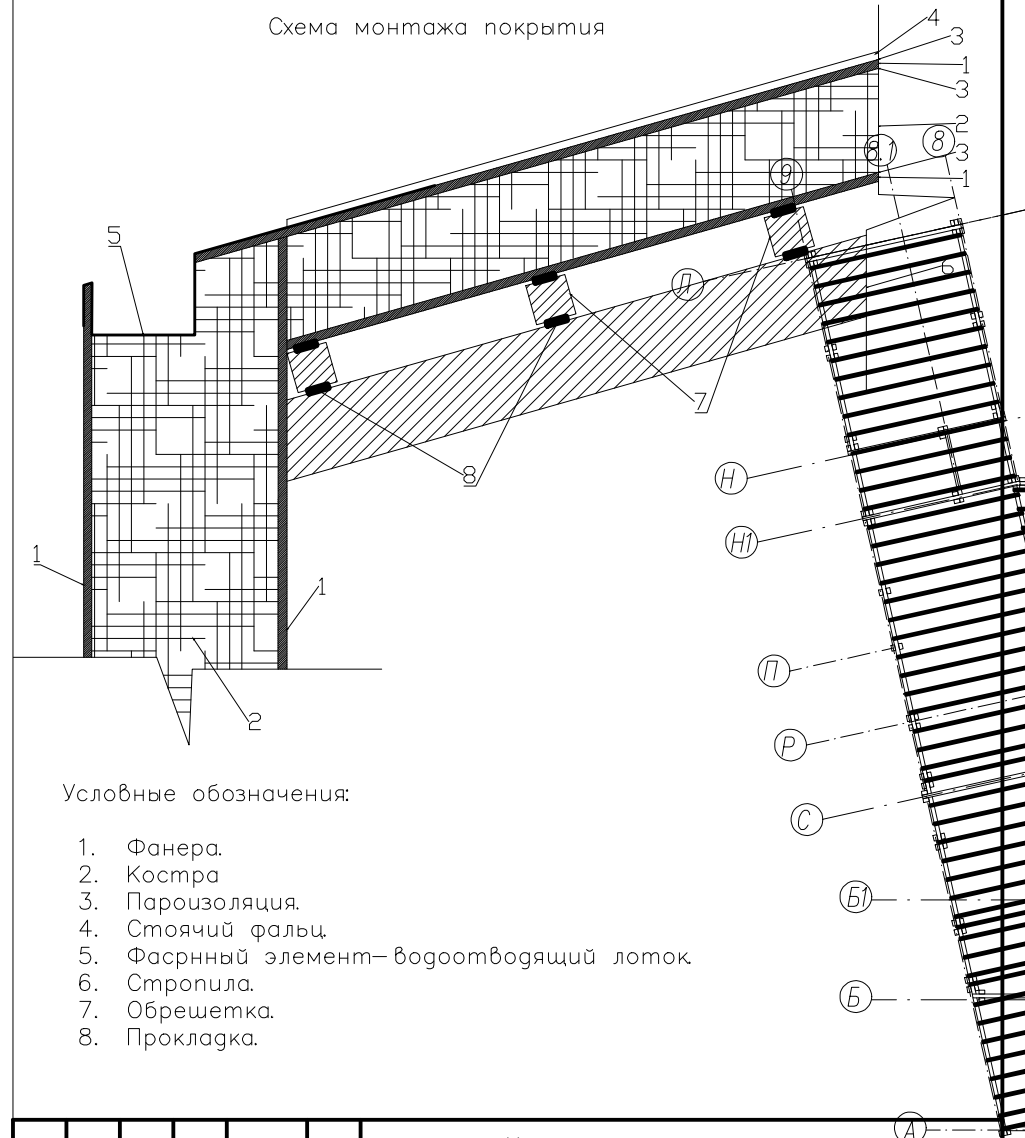 Схема монтажа покрытия
4
3
1
3
2
8.1
8
3
1
9
5
6
Л
7
8
Н
Н1
1
1
П
2
Р
Условные обозначения:
С
1. Фанера.
2. Костра
3. Пароизоляция.
4. Стоячий фальц.
5. Фасрнный элемент-водоотводящий лоток.
6. Стропила.
7. Обрешетка.
8. Прокладка.
Б1
Б
А